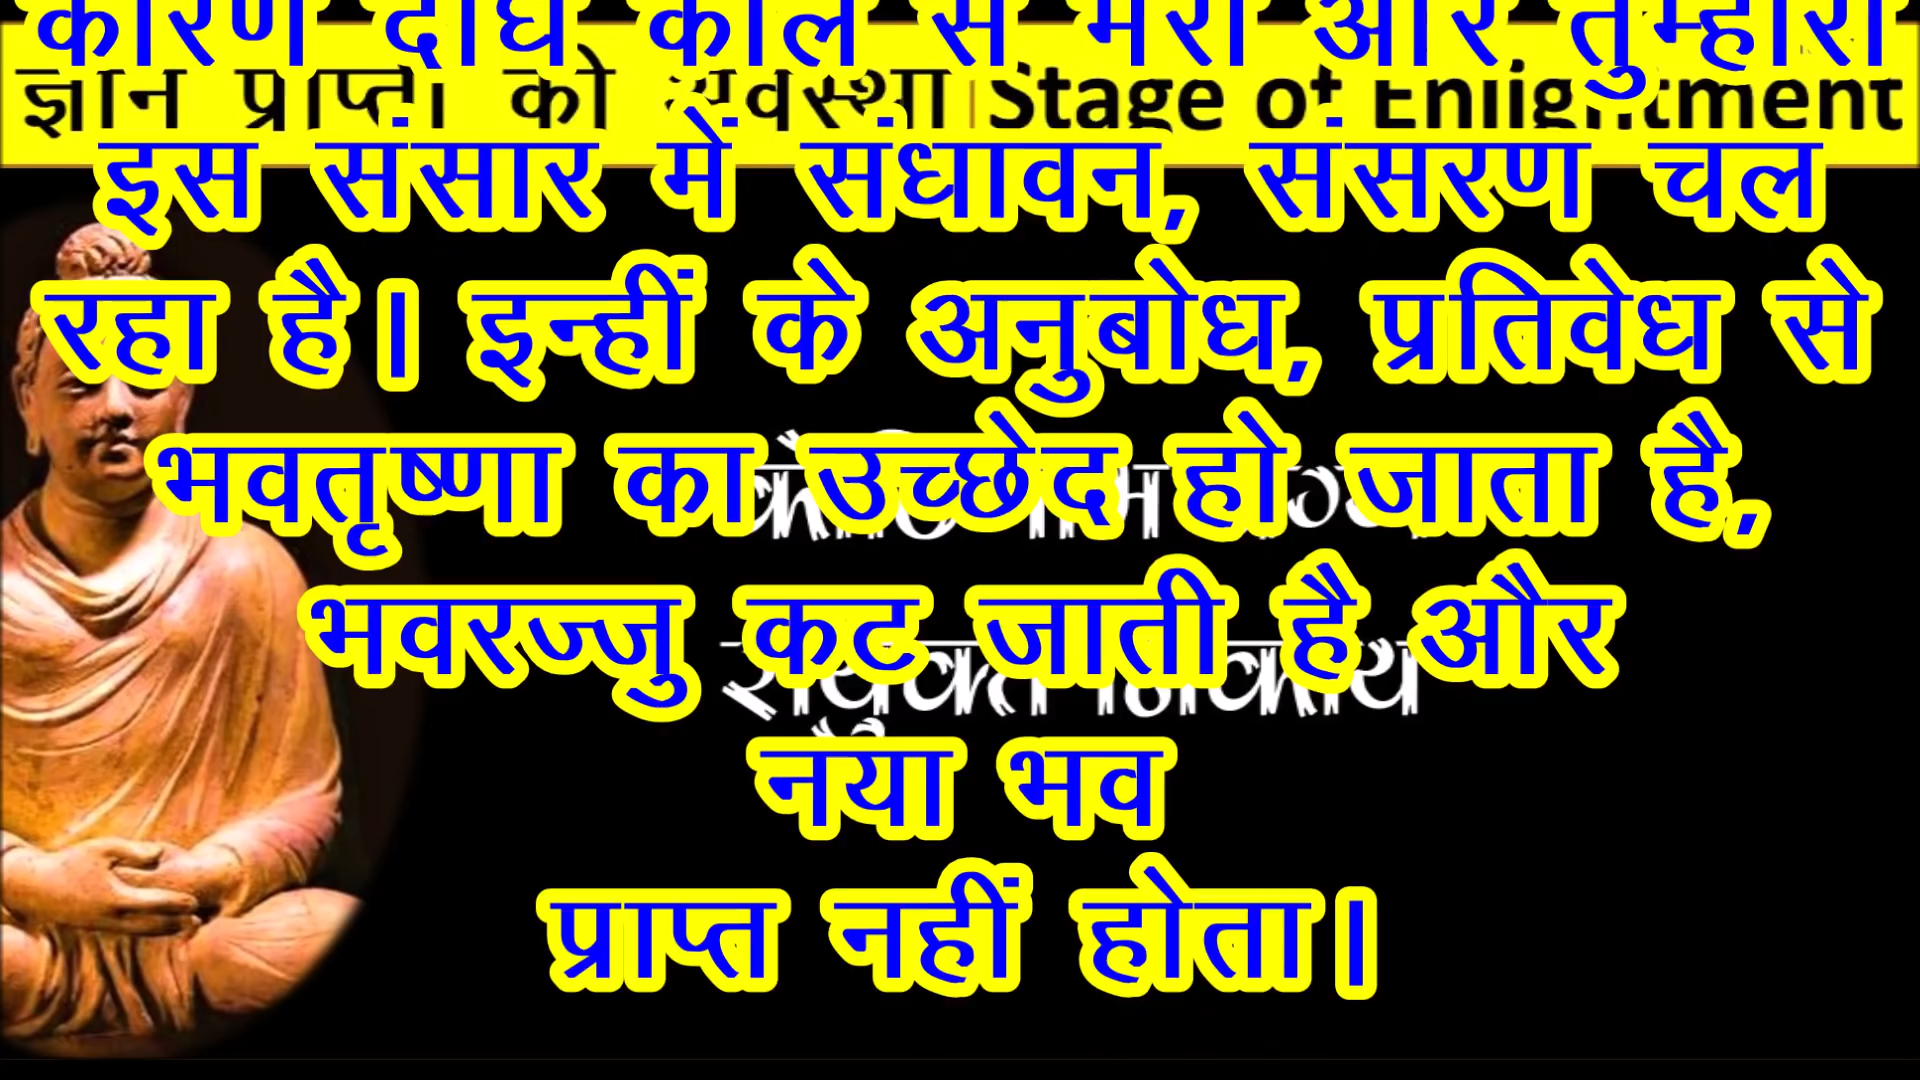 कारण दीर्घ काल से मेरा और तुम्हारा
ज्ञान प्राप्ती की अवस्था Stage of Enlightment
इस संसार में संधावन, संसरण चल
रहा है। इन्हीं के अनुबोध, प्रतिवेध से
भवतृष्णा का उच्छेद हो जाता है,
भवरज्जु कट जाती है और
संयुक्त निकाय
नया भव
प्राप्त नहीं होता।